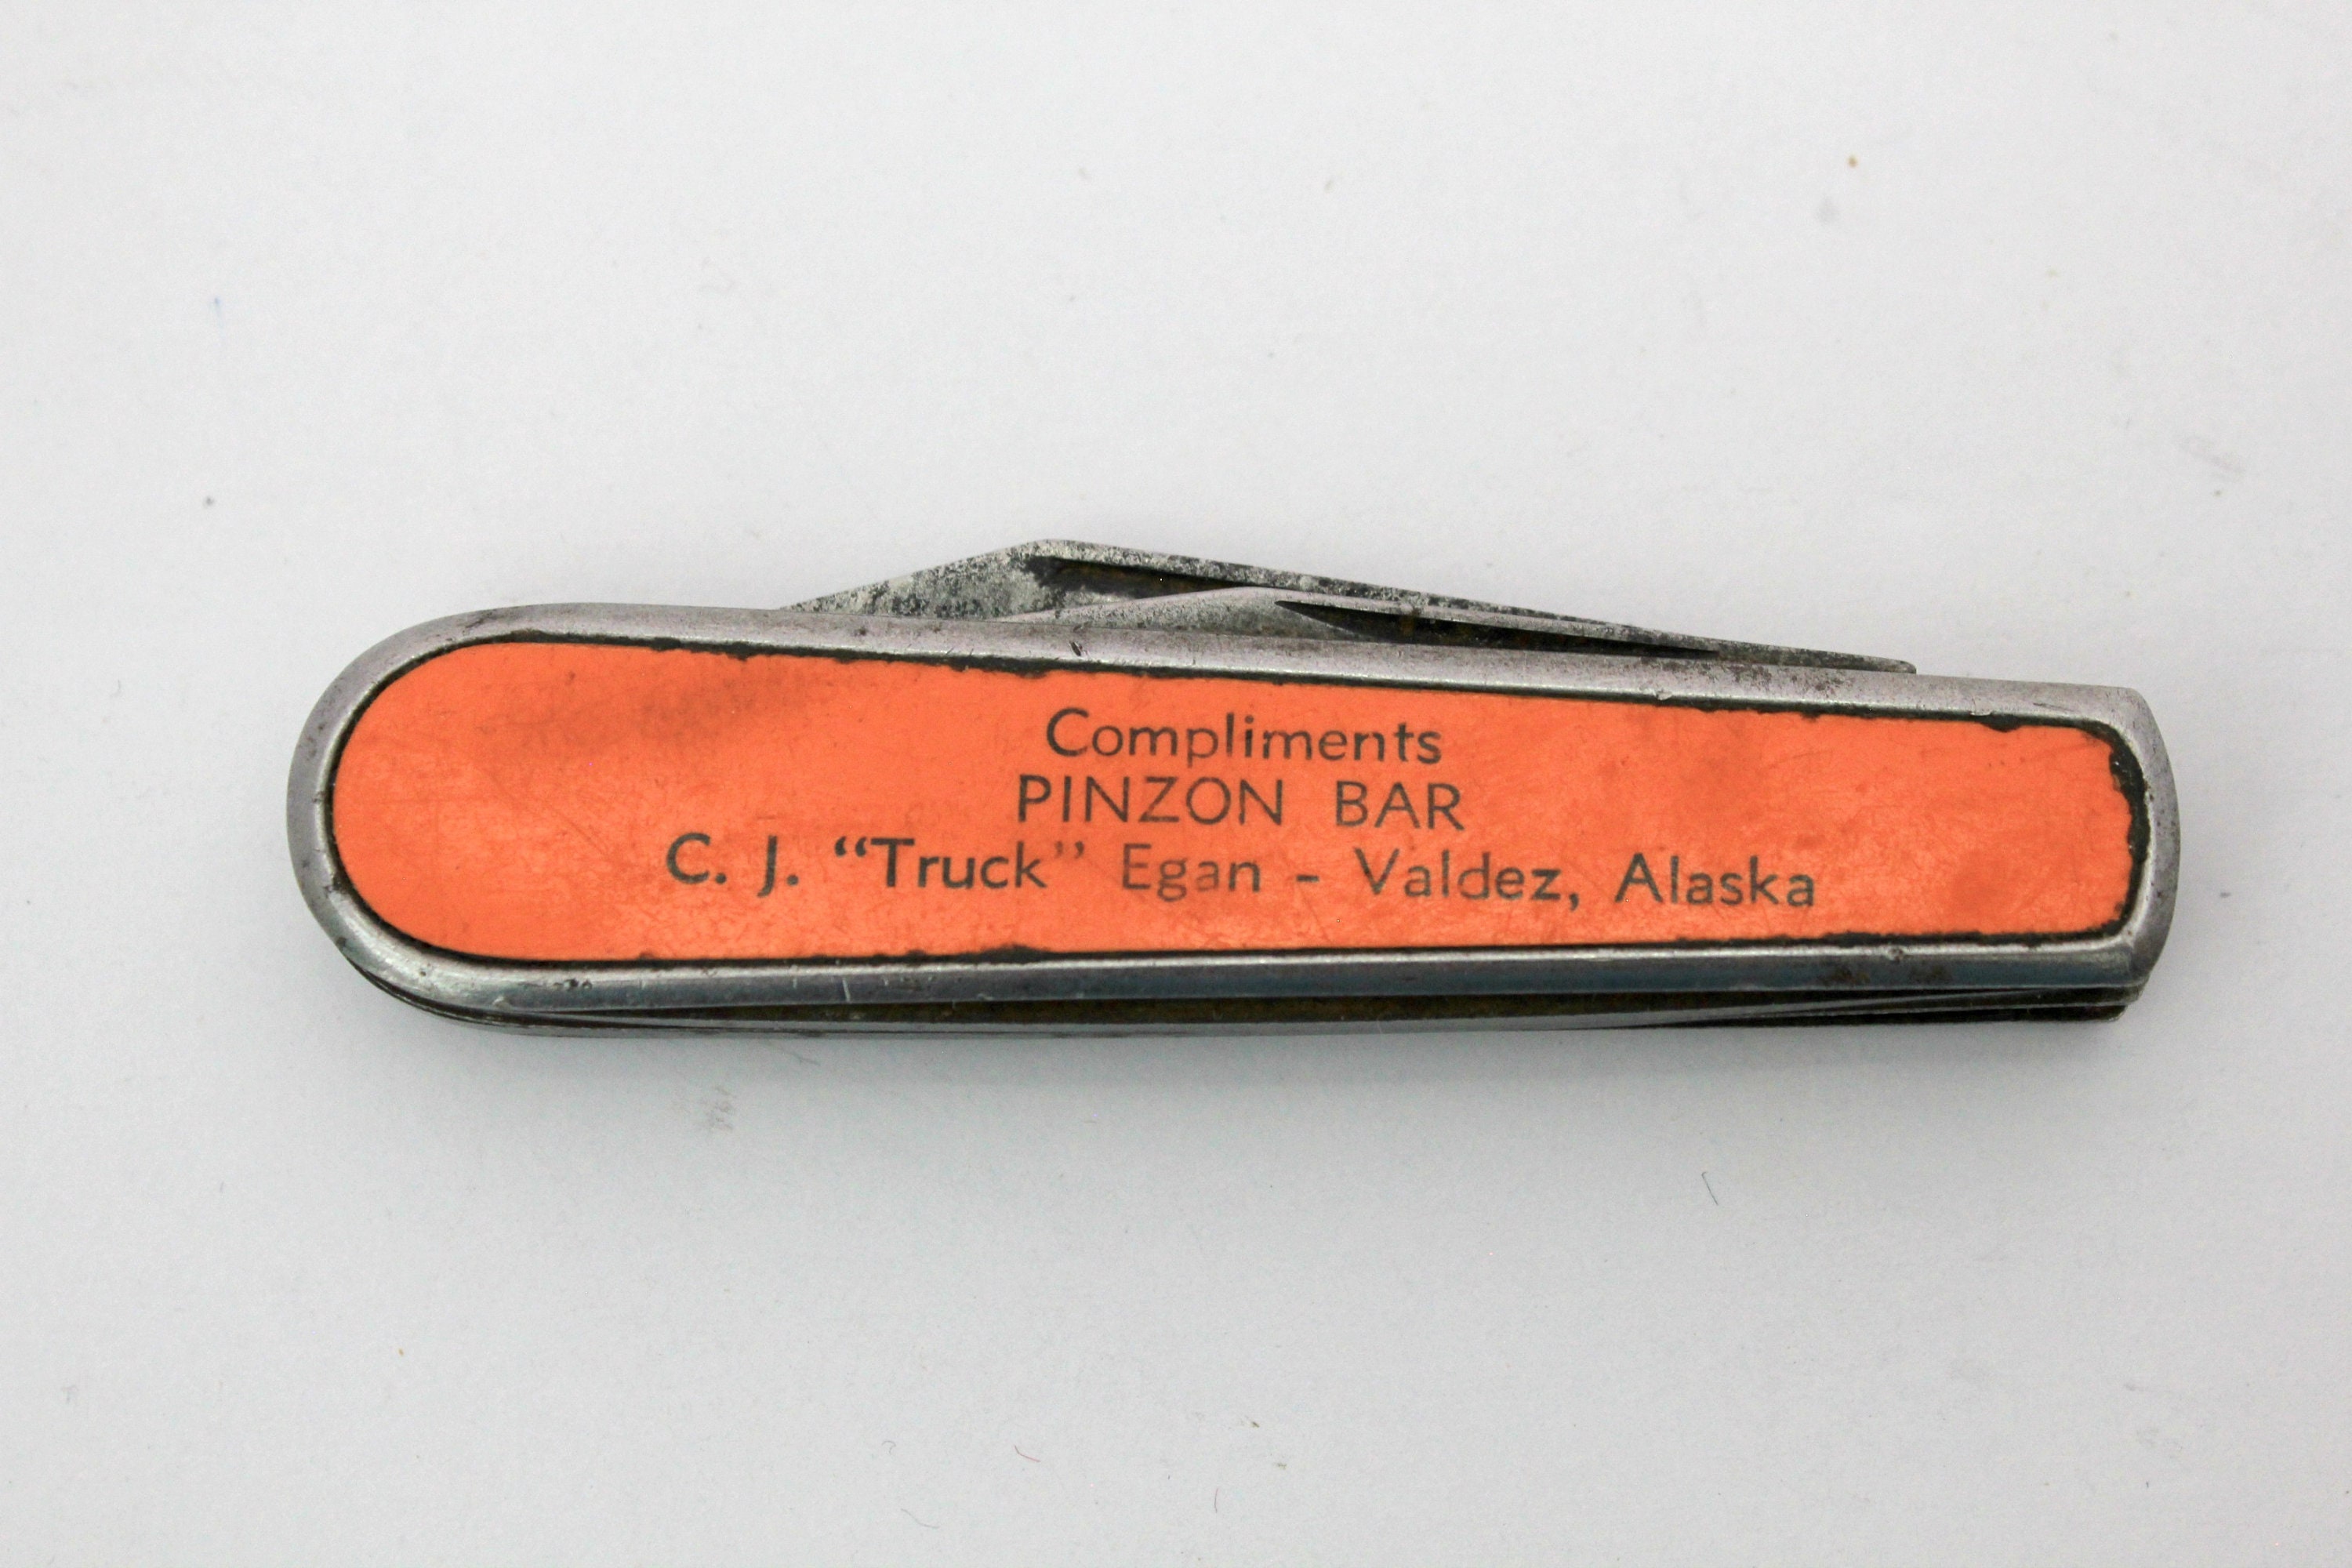 Compliments
PINZON BAR
C. J. “Truck” Egan - Valdez, Alaska